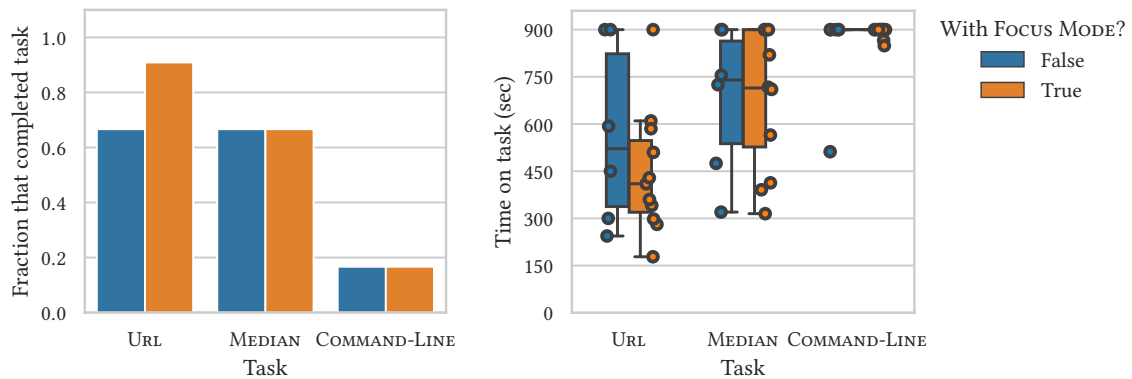 Fraction that completed task
1.0
0.8
0.6
0.4
0.2
0.0
URL
MEDIAN
COMMAND-LINE
Task
Time on task (sec)
900
750
600
450
300
150
0
URL
MEDIAN
COMMAND-LINE
Task
With FOCUS MODE?
False
True